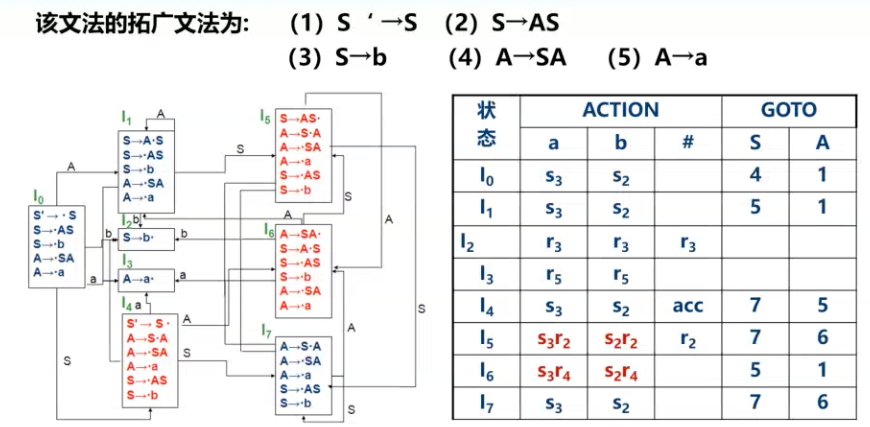 该文法的拓广文法为: (1) S ‘ →S (2) S→AS
(3) S→b (4) A→SA (5) A→a
I₀
S'→ · S
S→·AS
S→·b
A→·SA
A→·a
I₁
S→A·S
S→·AS
S→·b
A→·SA
A→·a
I₂
S→b·
I₃
A→a·
I₄
S'→ S ·
A→S·A
A→·SA
A→·a
S→·AS
S→·b
I₅
S→AS·
A→S·A
A→·SA
A→·a
S→·AS
S→·b
I₆
A→SA·
S→A·S
S→·AS
S→·b
A→·SA
A→·a
I₇
A→S·A
A→·SA
A→·a
S→·AS
S→·b
A
A
S
b
b
b
a
a
a
A
S
S
S
A
A
S
A
S
状态 ACTION GOTO
a b # S A
I₀ s₃ s₂ 4 1
I₁ s₃ s₂ 5 1
I₂ r₃ r₃ r₃
I₃ r₅ r₅
I₄ s₃ s₂ acc 7 5
I₅ s₃r₂ s₂r₂ r₂ 7 6
I₆ s₃r₄ s₂r₄ 5 1
I₇ s₃ s₂ 7 6